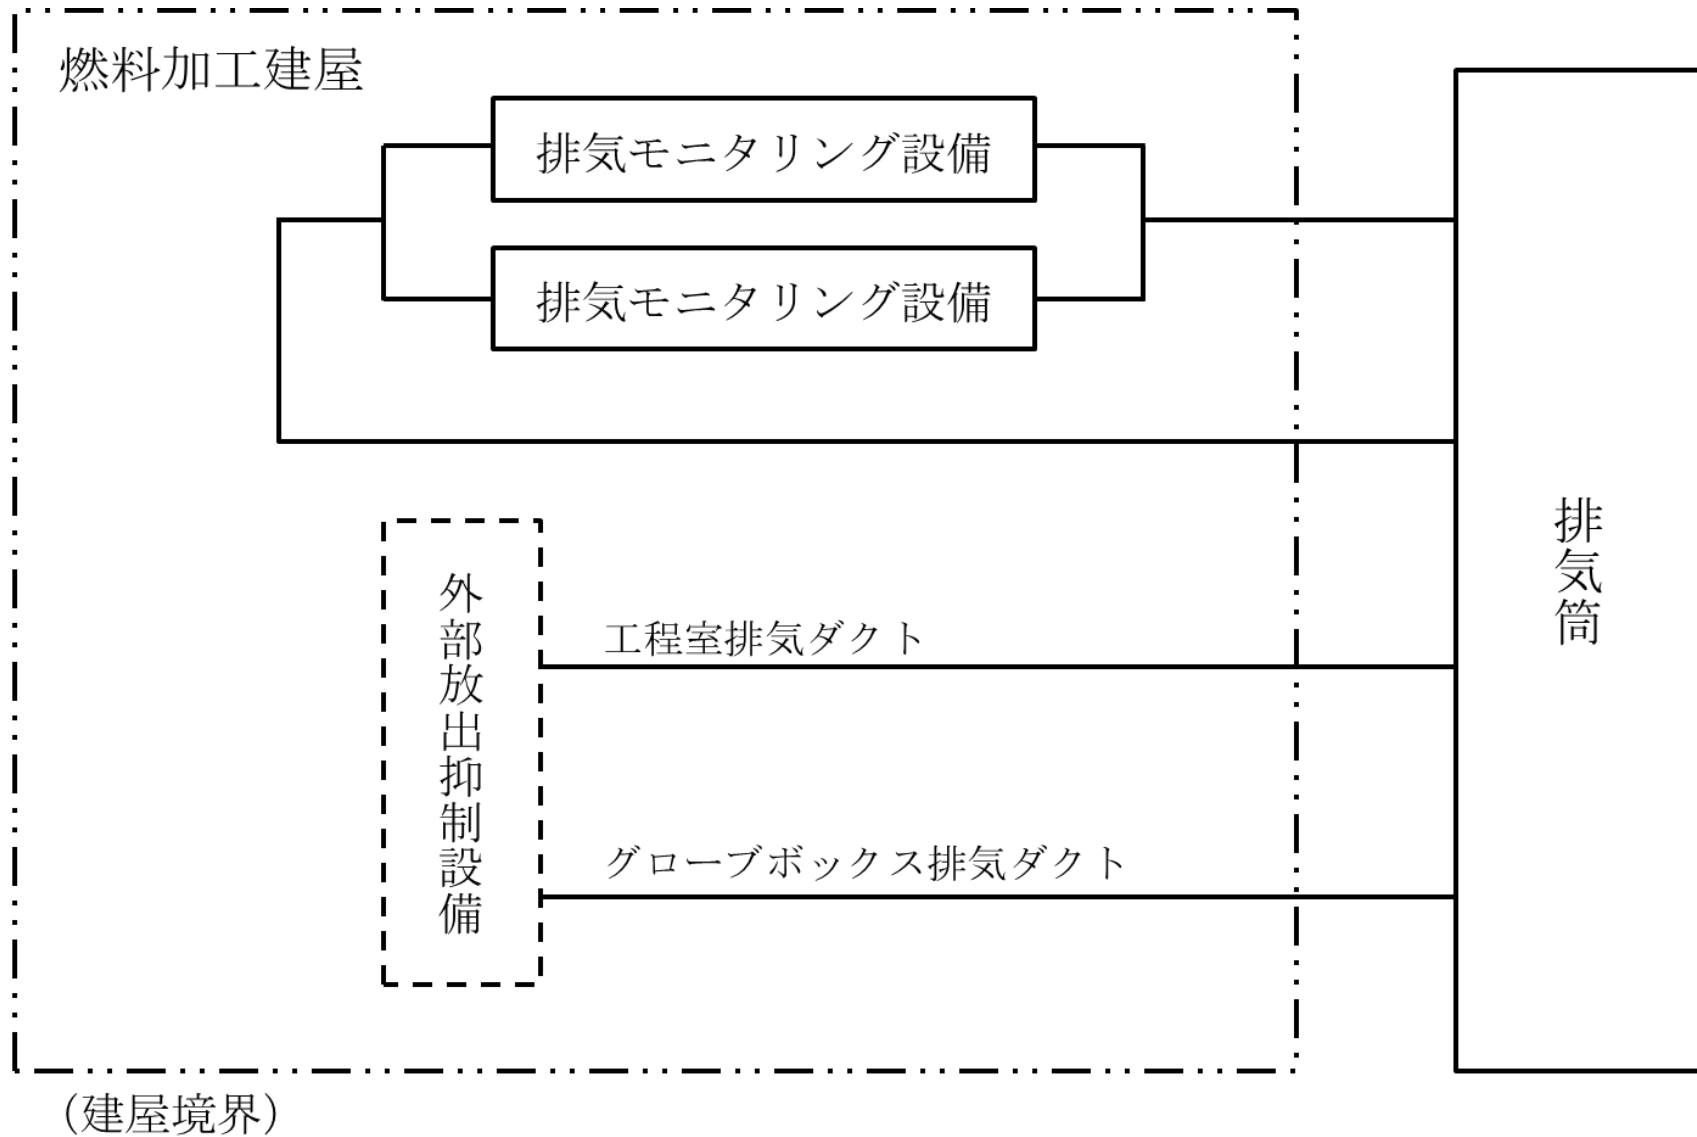 燃料加工建屋
排気モニタリング設備
排気モニタリング設備
外部放出抑制設備
工程室排気ダクト
グローブボックス排気ダクト
排気筒
（建屋境界）